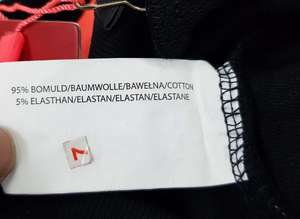 95% BOMULD/BAUMWOLLE/BAWEŁNA/COTTON
5% ELASTHAN/ELASTAN/ELASTAN/ELASTANE
7